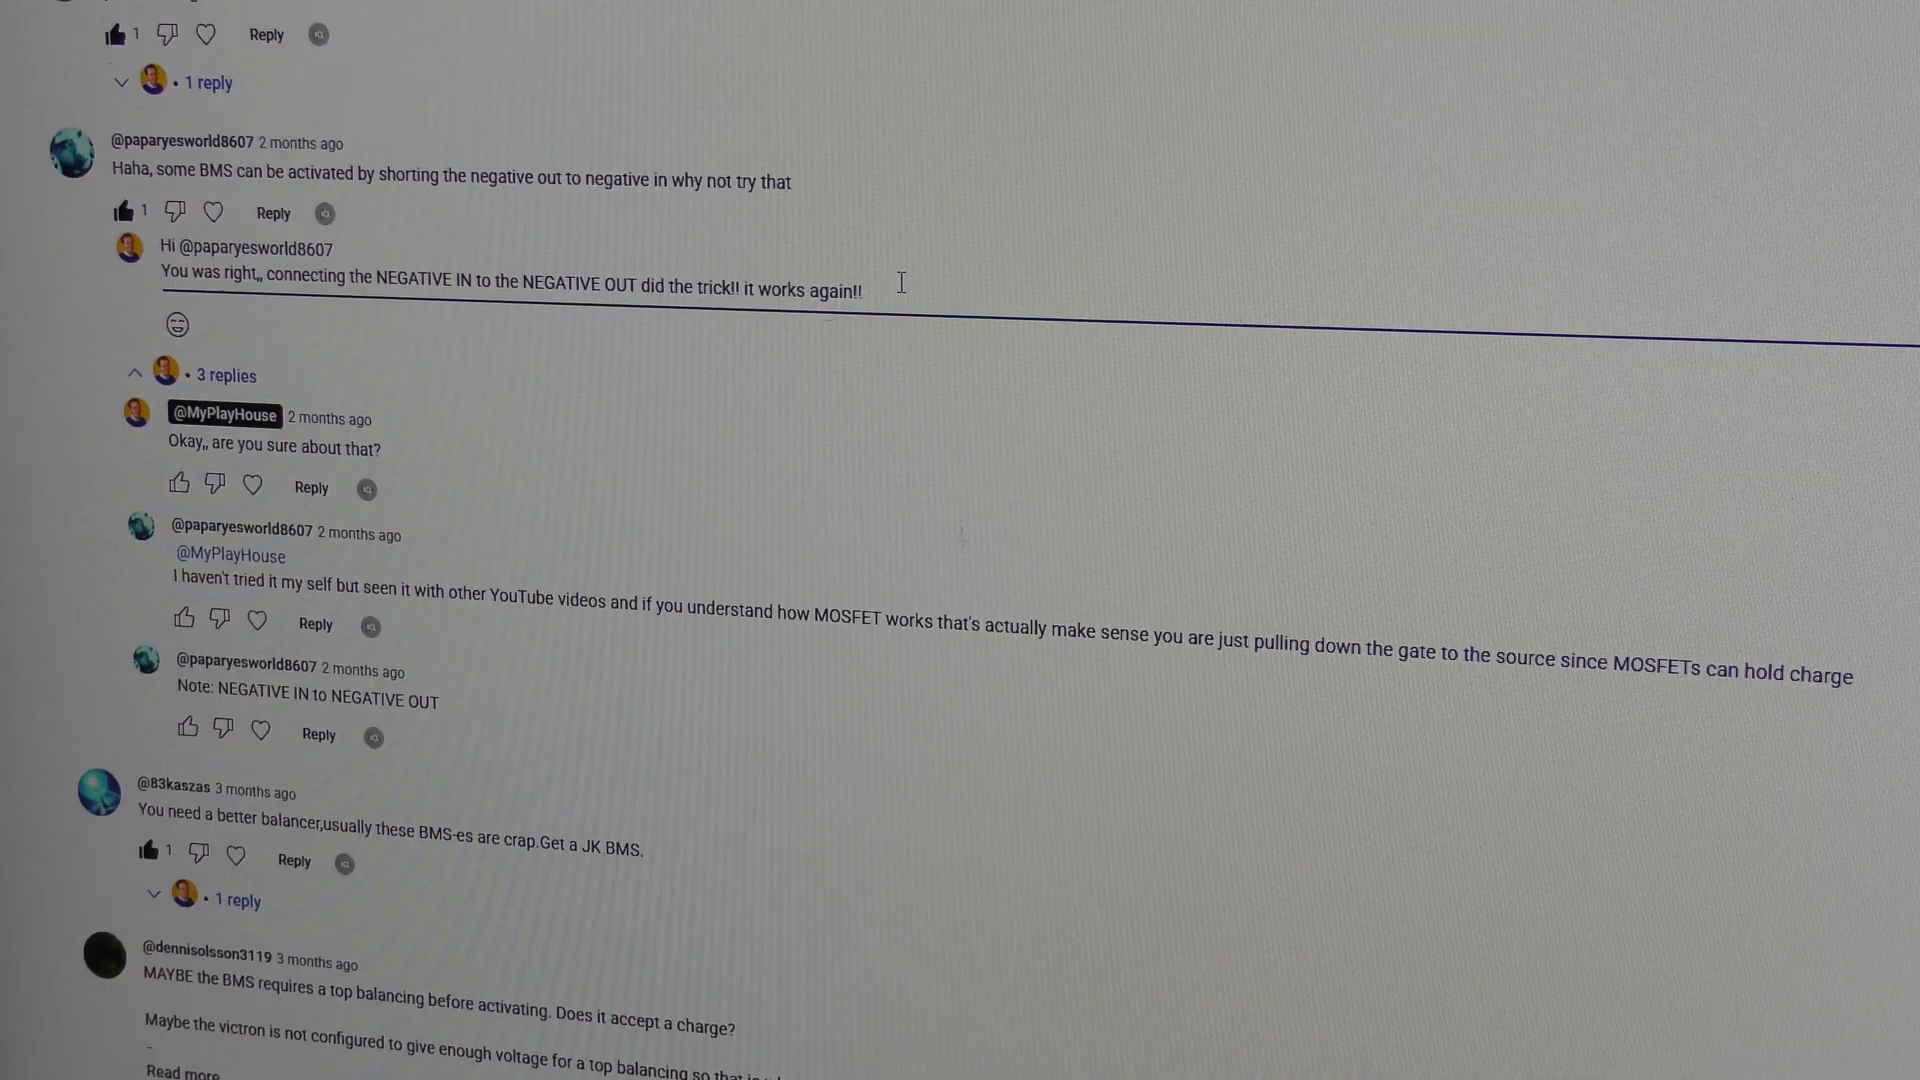 1 Reply
• 1 reply
@paparyesworld8607 2 months ago
Haha, some BMS can be activated by shorting the negative out to negative in why not try that
1 Reply
Hi @paparyesworld8607
You was right,, connecting the NEGATIVE IN to the NEGATIVE OUT did the trick!! it works again!!
• 3 replies
@MyPlayHouse 2 months ago
Okay,, are you sure about that?
Reply
@paparyesworld8607 2 months ago
@MyPlayHouse
I haven't tried it my self but seen it with other YouTube videos and if you understand how MOSFET works that's actually make sense you are just pulling down the gate to the source since MOSFETs can hold charge
Reply
@paparyesworld8607 2 months ago
Note: NEGATIVE IN to NEGATIVE OUT
Reply
@83kaszas 3 months ago
You need a better balancer,usually these BMS-es are crap.Get a JK BMS.
1 Reply
• 1 reply
@dennisolsson3119 3 months ago
MAYBE the BMS requires a top balancing before activating. Does it accept a charge?
Maybe the victron is not configured to give enough voltage for a top balancing so that
–
Read more